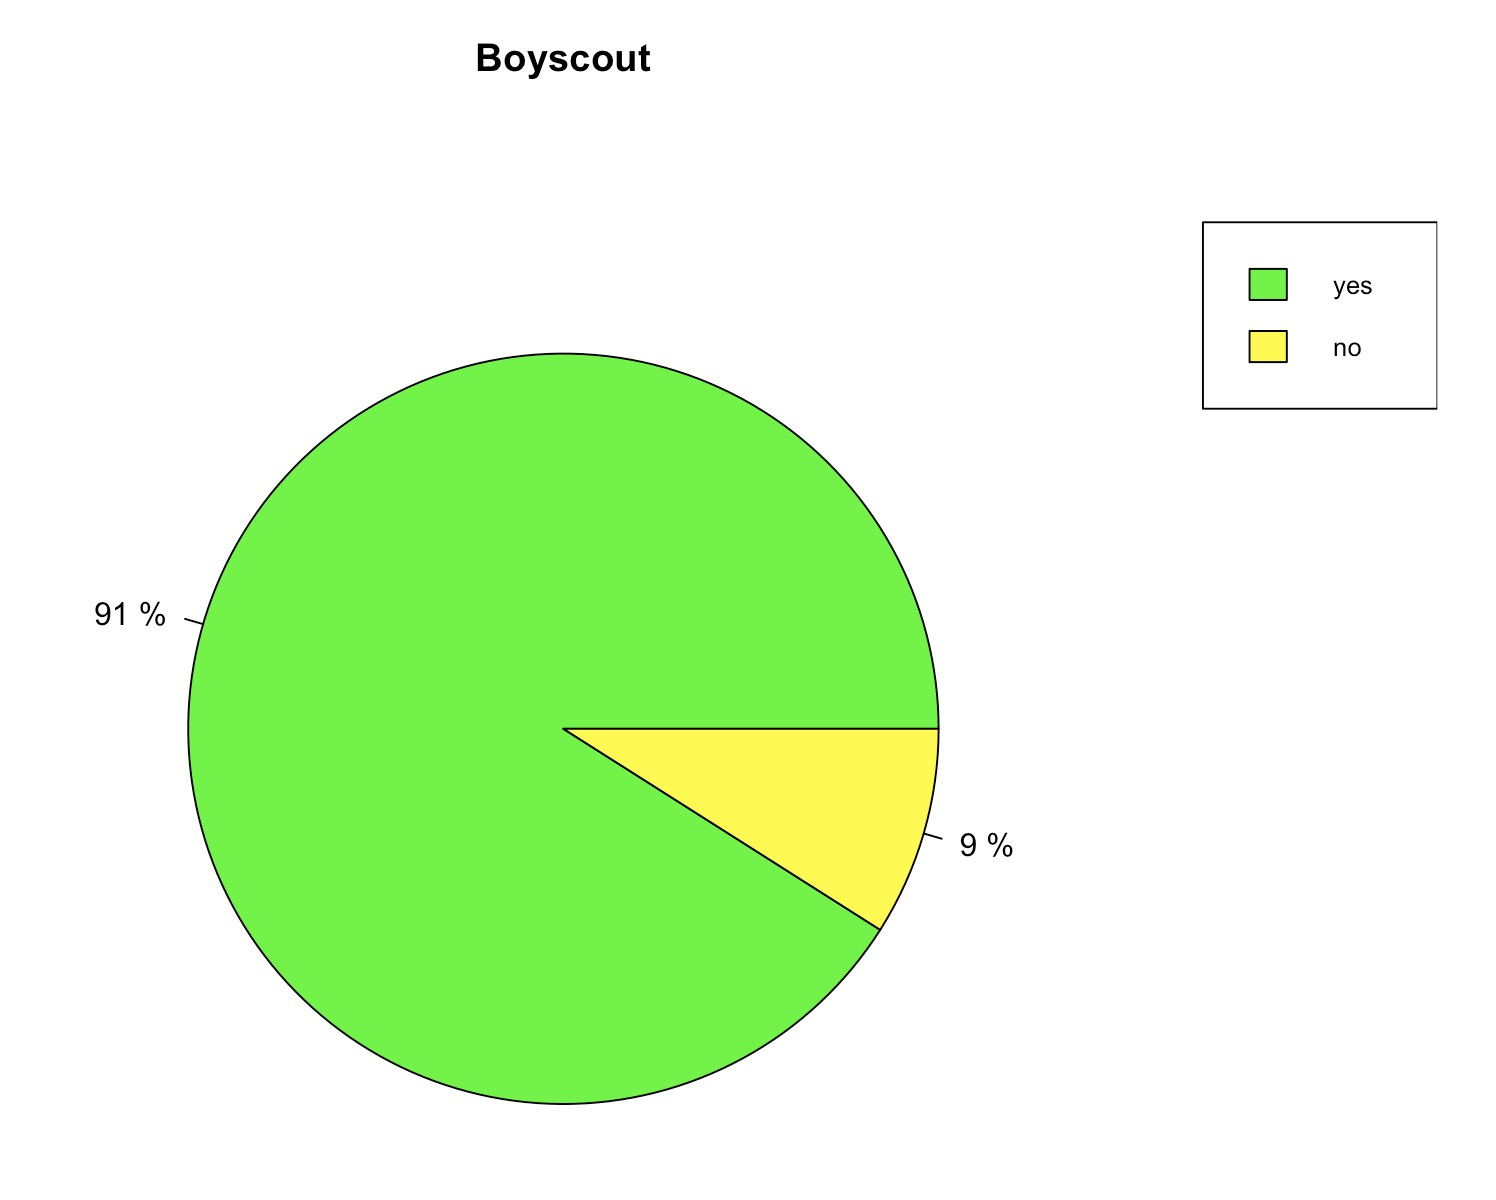 Boyscout
yes
no
91 %
9 %